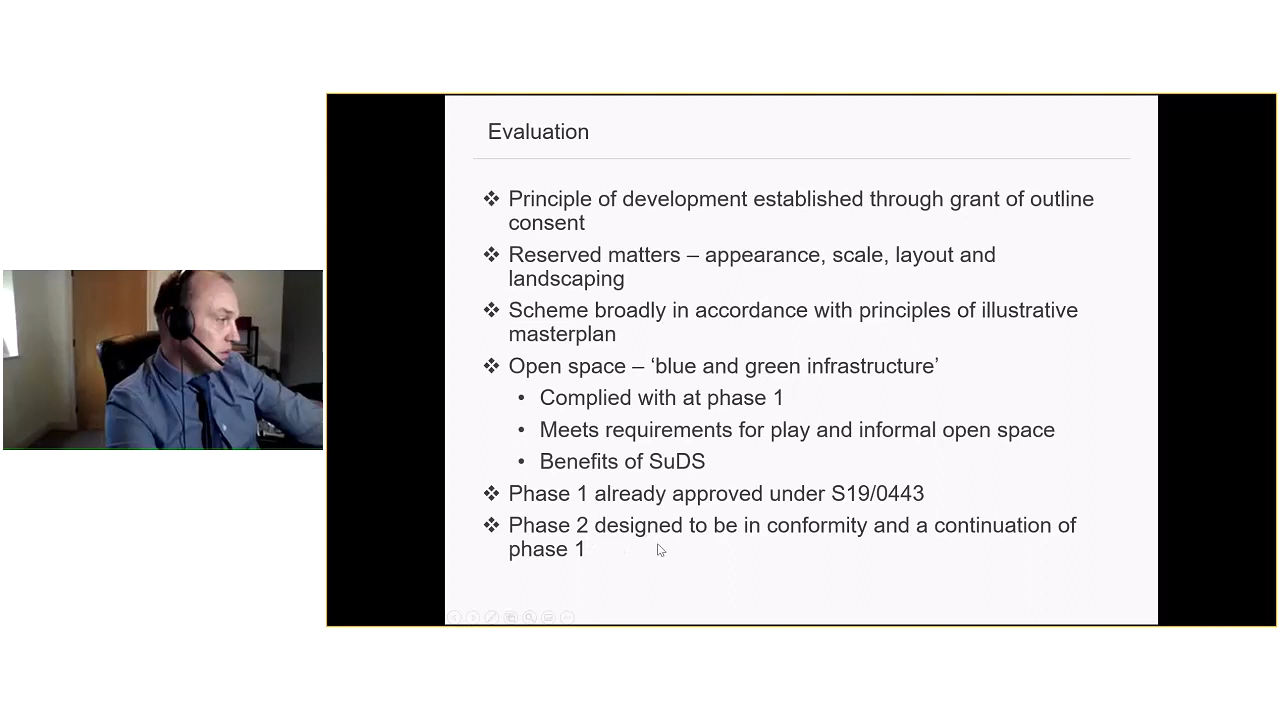 Evaluation
❖ Principle of development established through grant of outline
consent
❖ Reserved matters – appearance, scale, layout and
landscaping
❖ Scheme broadly in accordance with principles of illustrative
masterplan
❖ Open space – ‘blue and green infrastructure’
• Complied with at phase 1
• Meets requirements for play and informal open space
• Benefits of SuDS
❖ Phase 1 already approved under S19/0443
❖ Phase 2 designed to be in conformity and a continuation of
phase 1